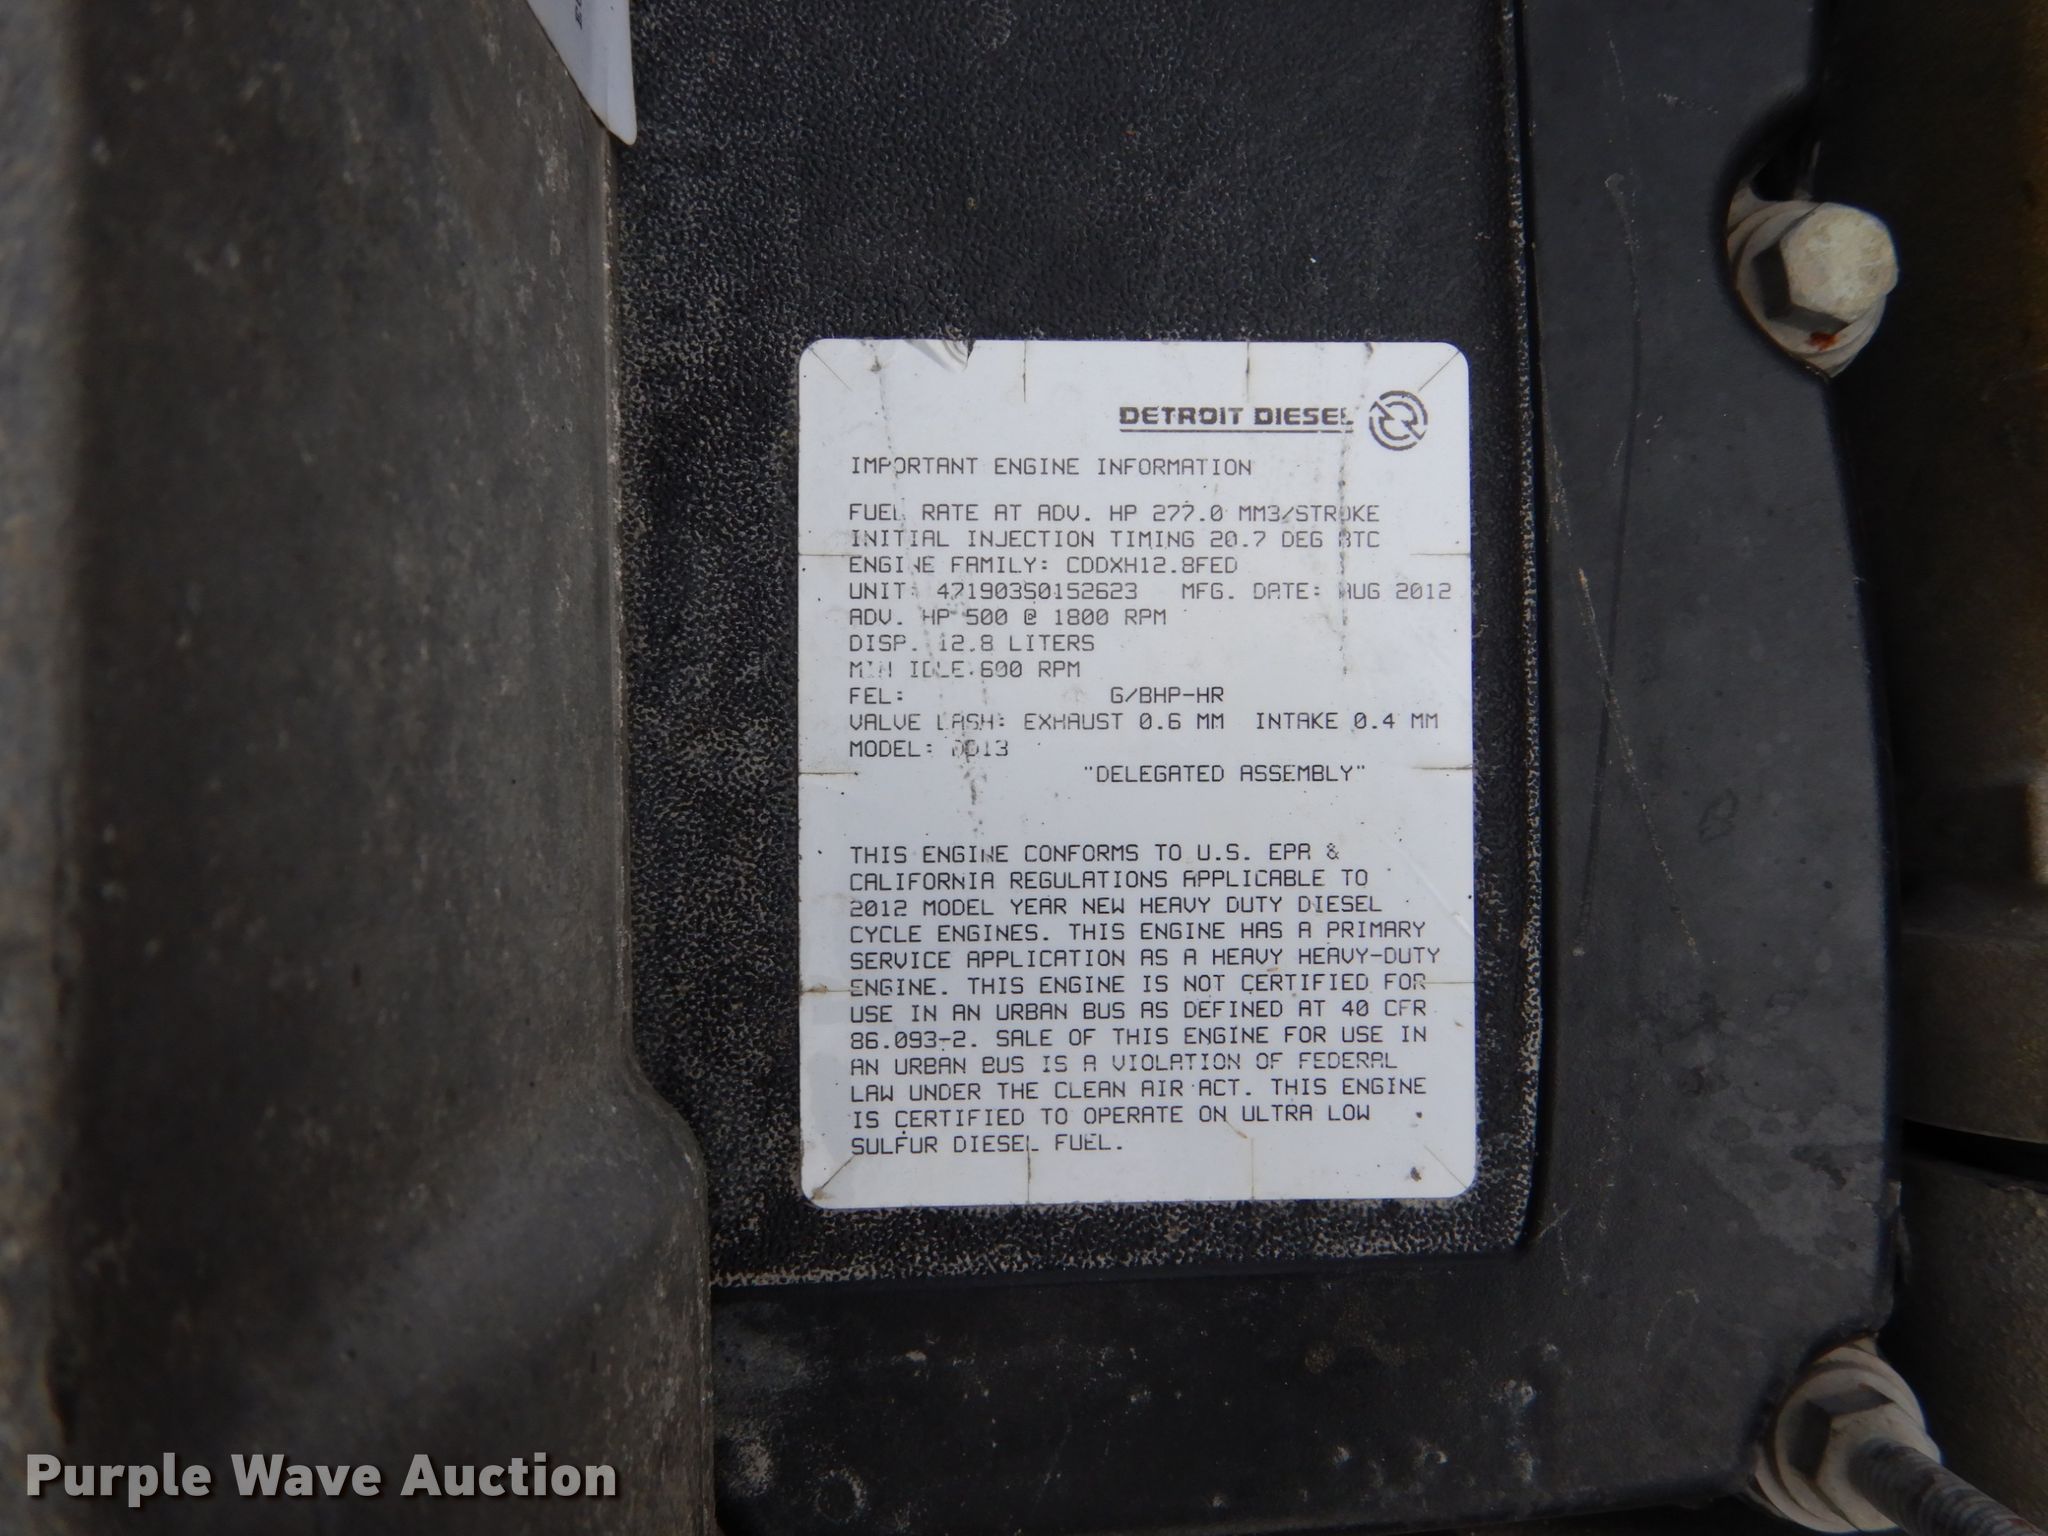 DETROIT DIESEL
IMPORTANT ENGINE INFORMATION
FUEL RATE AT ADV. HP 277.0 MM3/STROKE
INITIAL INJECTION TIMING 20.7 DEG BTC
ENGINE FAMILY: CDDXH12.8FED
UNIT: 471903S0152623 MFG. DATE: AUG 2012
ADV. HP 500 @ 1800 RPM
DISP. 12.8 LITERS
MIN IDLE 600 RPM
FEL: G/BHP-HR
VALVE LASH: EXHAUST 0.6 MM INTAKE 0.4 MM
MODEL: DD13
"DELEGATED ASSEMBLY"
THIS ENGINE CONFORMS TO U.S. EPA &
CALIFORNIA REGULATIONS APPLICABLE TO
2012 MODEL YEAR NEW HEAVY DUTY DIESEL
CYCLE ENGINES. THIS ENGINE HAS A PRIMARY
SERVICE APPLICATION AS A HEAVY HEAVY-DUTY
ENGINE. THIS ENGINE IS NOT CERTIFIED FOR
USE IN AN URBAN BUS AS DEFINED AT 40 CFR
86.093-2. SALE OF THIS ENGINE FOR USE IN
AN URBAN BUS IS A VIOLATION OF FEDERAL
LAW UNDER THE CLEAN AIR ACT. THIS ENGINE
IS CERTIFIED TO OPERATE ON ULTRA LOW
SULFUR DIESEL FUEL.
Purple Wave Auction